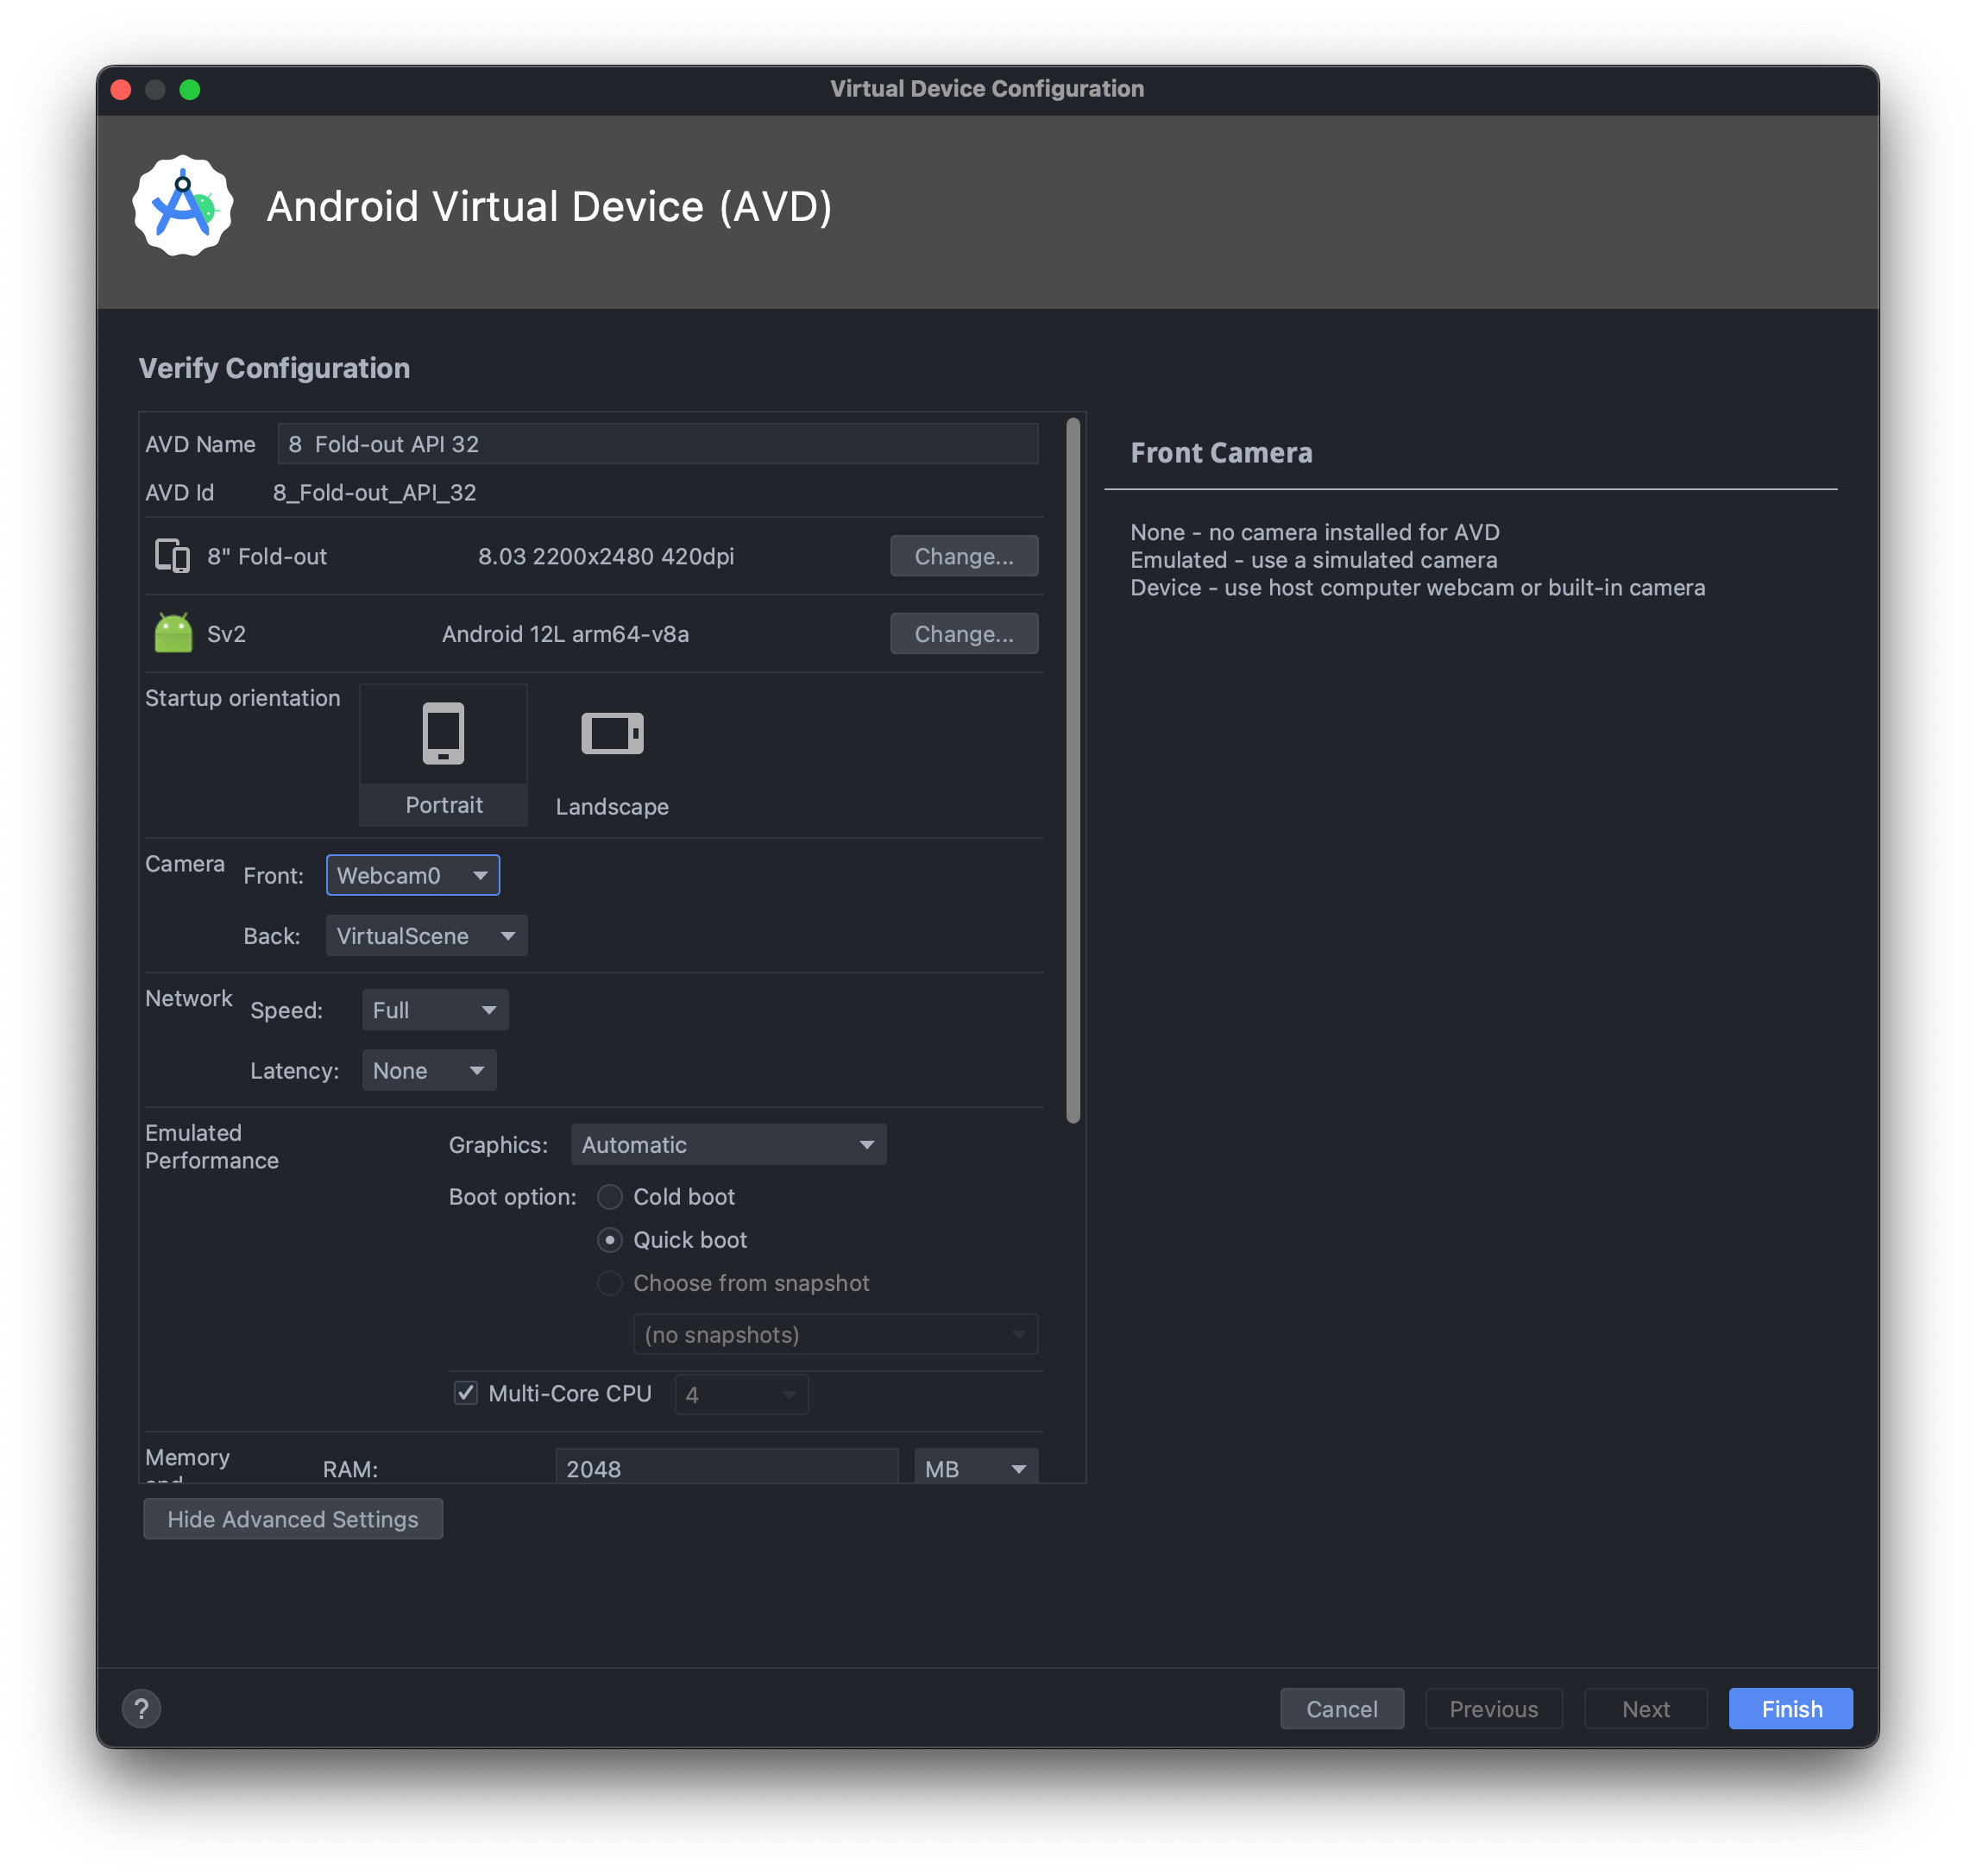 Virtual Device Configuration
Android Virtual Device (AVD)
Verify Configuration
AVD Name 8  Fold-out API 32
AVD Id 8_Fold-out_API_32
8" Fold-out 8.03 2200x2480 420dpi Change...
Sv2 Android 12L arm64-v8a Change...
Startup orientation
Portrait
Landscape
Camera Front: Webcam0
Back: VirtualScene
Network Speed: Full
Latency: None
Emulated
Performance
Graphics: Automatic
Boot option: Cold boot
Quick boot
Choose from snapshot
(no snapshots)
Multi-Core CPU 4
Memory
RAM: 2048 MB
Hide Advanced Settings
Front Camera
None - no camera installed for AVD
Emulated - use a simulated camera
Device - use host computer webcam or built-in camera
? Cancel Previous Next Finish